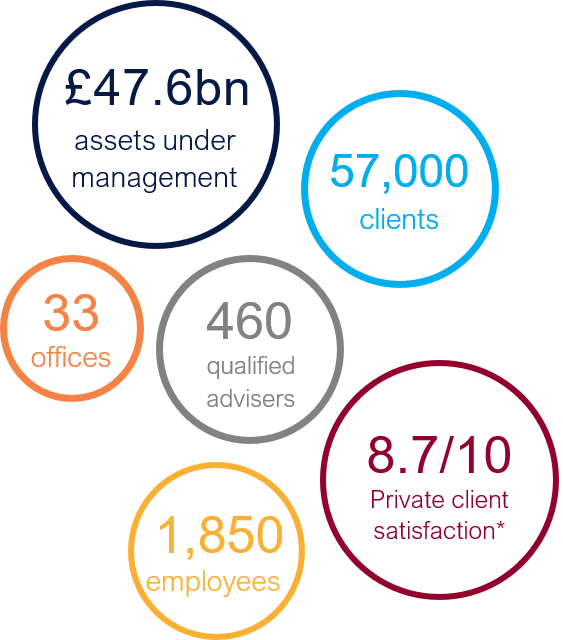 £47.6bn
assets under
management
57,000
clients
33
offices
460
qualified
advisers
8.7/10
Private client
satisfaction*
1,850
employees